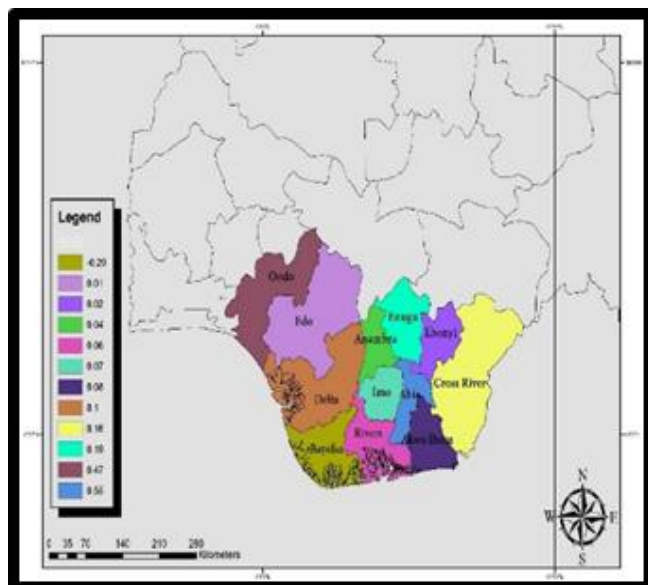 Legend
-0.29
0.01
0.02
0.04
0.06
0.07
0.08
0.1
0.16
0.19
0.47
0.56
Ondo
Edo
Enugu
Ebonyi
Anambra
Cross River
Imo
Abia
Delta
Rivers
Bayelsa
Akwa Ibom
N
W E
S
0 35 70 140 210 280
Kilometers